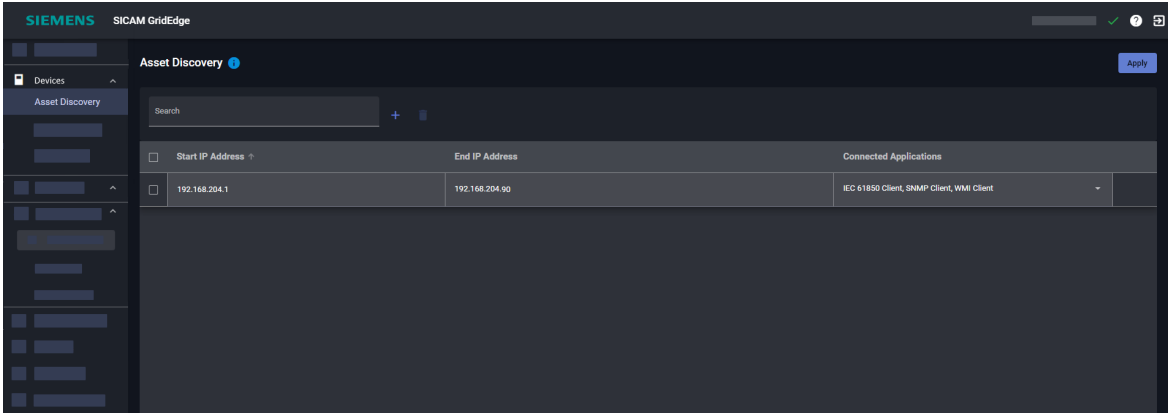 SIEMENS SICAM GridEdge
Asset Discovery
Apply
Devices
Asset Discovery
Search
Start IP Address End IP Address Connected Applications
192.168.204.1 192.168.204.90 IEC 61850 Client, SNMP Client, WMI Client